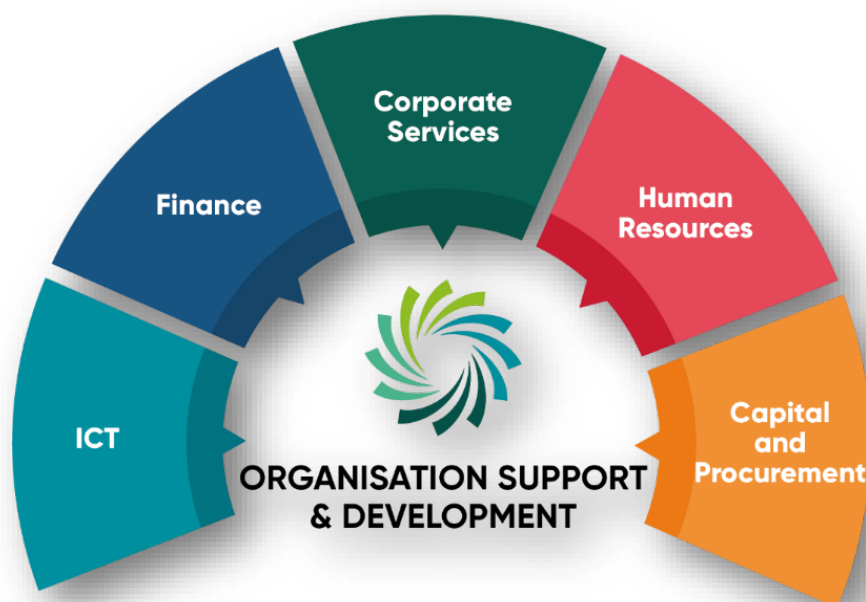 Corporate
Services
Finance
Human
Resources
ICT
Capital
and
Procurement
ORGANISATION SUPPORT
& DEVELOPMENT